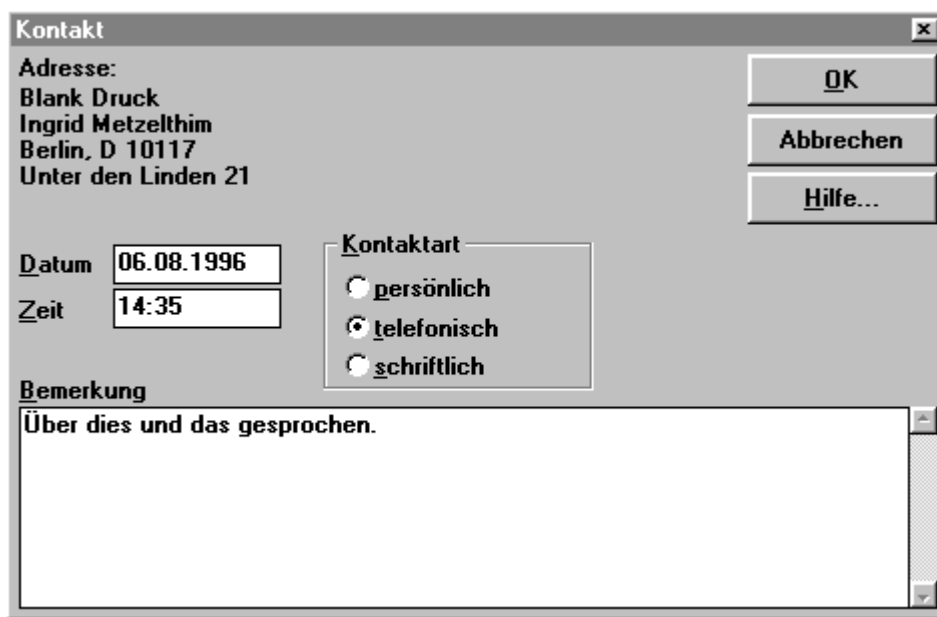 Kontakt
Adresse:
Blank Druck
Ingrid Metzelthim
Berlin, D 10117
Unter den Linden 21
OK
Abbrechen
Hilfe...
Datum 06.08.1996
Zeit 14:35
Kontaktart
persönlich
telefonisch
schriftlich
Bemerkung
Über dies und das gesprochen.